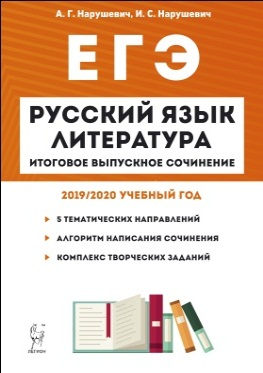 А. Г. Нарушевич, И. С. Нарушевич
ЕГЭ
РУССКИЙ ЯЗЫК
ЛИТЕРАТУРА
ИТОГОВОЕ ВЫПУСКНОЕ СОЧИНЕНИЕ
2019/2020 УЧЕБНЫЙ ГОД
5 ТЕМАТИЧЕСКИХ НАПРАВЛЕНИЙ
АЛГОРИТМ НАПИСАНИЯ СОЧИНЕНИЯ
КОМПЛЕКС ТВОРЧЕСКИХ ЗАДАНИЙ
ЛЕГИОН